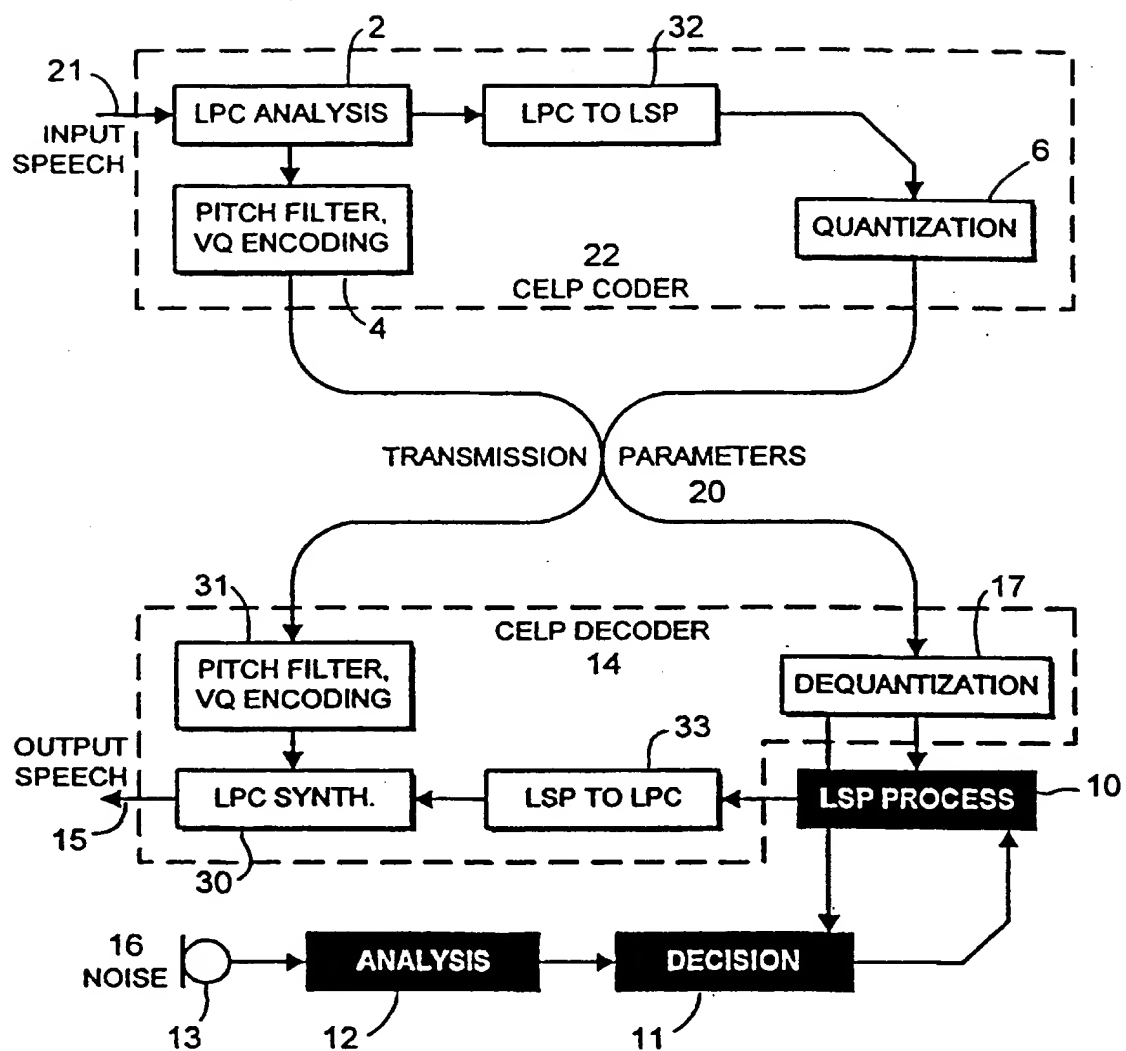 2
32
21
LPC ANALYSIS
LPC TO LSP
INPUT
SPEECH
6
PITCH FILTER,
VQ ENCODING
QUANTIZATION
22
CELP CODER
4
TRANSMISSION PARAMETERS
20
31
17
CELP DECODER
14
PITCH FILTER,
VQ ENCODING
DEQUANTIZATION
OUTPUT
SPEECH
33
LPC SYNTH.
LSP TO LPC
LSP PROCESS
10
15
30
16
NOISE
ANALYSIS
DECISION
13
12
11